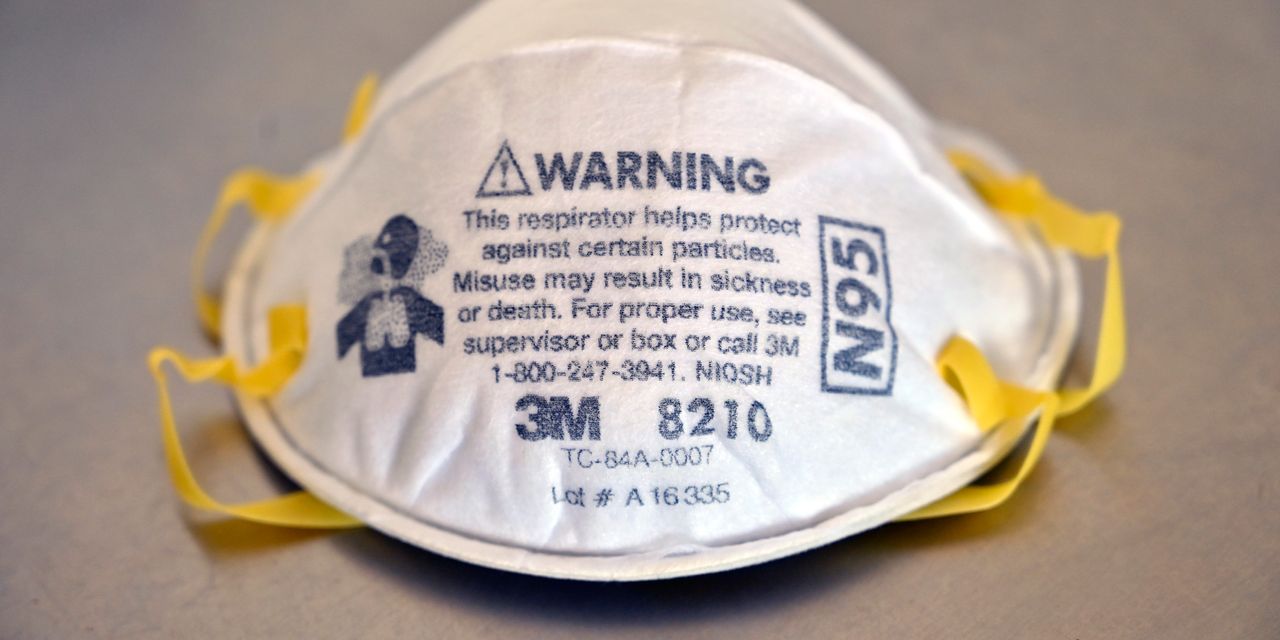 WARNING
This respirator helps protect
against certain particles.
Misuse may result in sickness
or death. For proper use, see
supervisor or box or call 3M
1-800-247-3941. NIOSH
3M 8210
TC-84A-0007
Lot # A16335
N95